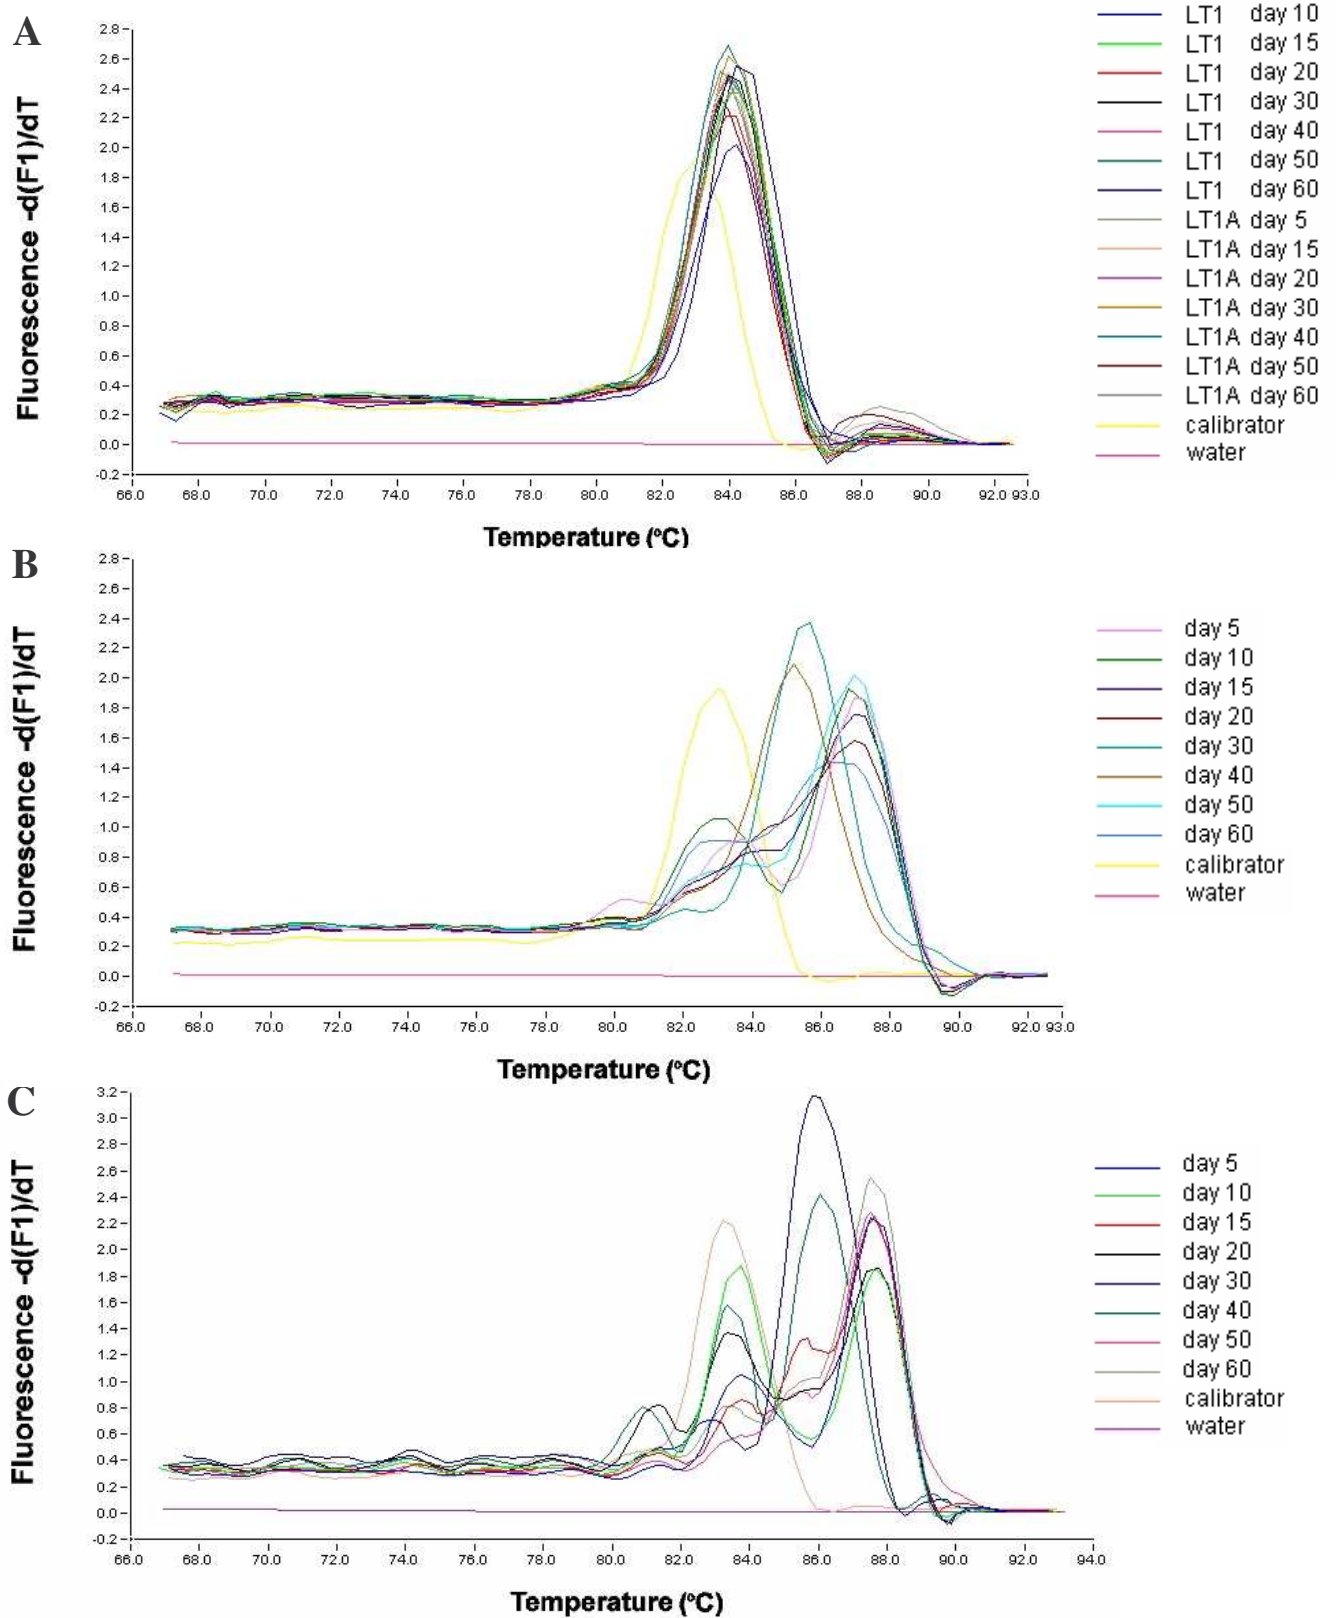 A
Fluorescence -d(F1)/dT
2.8
2.6
2.4
2.2
2.0
1.8
1.6
1.4
1.2
1.0
0.8
0.6
0.4
0.2
0.0
-0.2
66.0 68.0 70.0 72.0 74.0 76.0 78.0 80.0 82.0 84.0 86.0 88.0 90.0 92.0 93.0
Temperature (°C)
LT1 day 10
LT1 day 15
LT1 day 20
LT1 day 30
LT1 day 40
LT1 day 50
LT1 day 60
LT1A day 5
LT1A day 15
LT1A day 20
LT1A day 30
LT1A day 40
LT1A day 50
LT1A day 60
calibrator
water
B
Fluorescence -d(F1)/dT
2.8
2.6
2.4
2.2
2.0
1.8
1.6
1.4
1.2
1.0
0.8
0.6
0.4
0.2
0.0
-0.2
66.0 68.0 70.0 72.0 74.0 76.0 78.0 80.0 82.0 84.0 86.0 88.0 90.0 92.0 93.0
Temperature (°C)
day 5
day 10
day 15
day 20
day 30
day 40
day 50
day 60
calibrator
water
C
Fluorescence -d(F1)/dT
3.2
3.0
2.8
2.6
2.4
2.2
2.0
1.8
1.6
1.4
1.2
1.0
0.8
0.6
0.4
0.2
0.0
-0.2
66.0 68.0 70.0 72.0 74.0 76.0 78.0 80.0 82.0 84.0 86.0 88.0 90.0 92.0 94.0
Temperature (°C)
day 5
day 10
day 15
day 20
day 30
day 40
day 50
day 60
calibrator
water